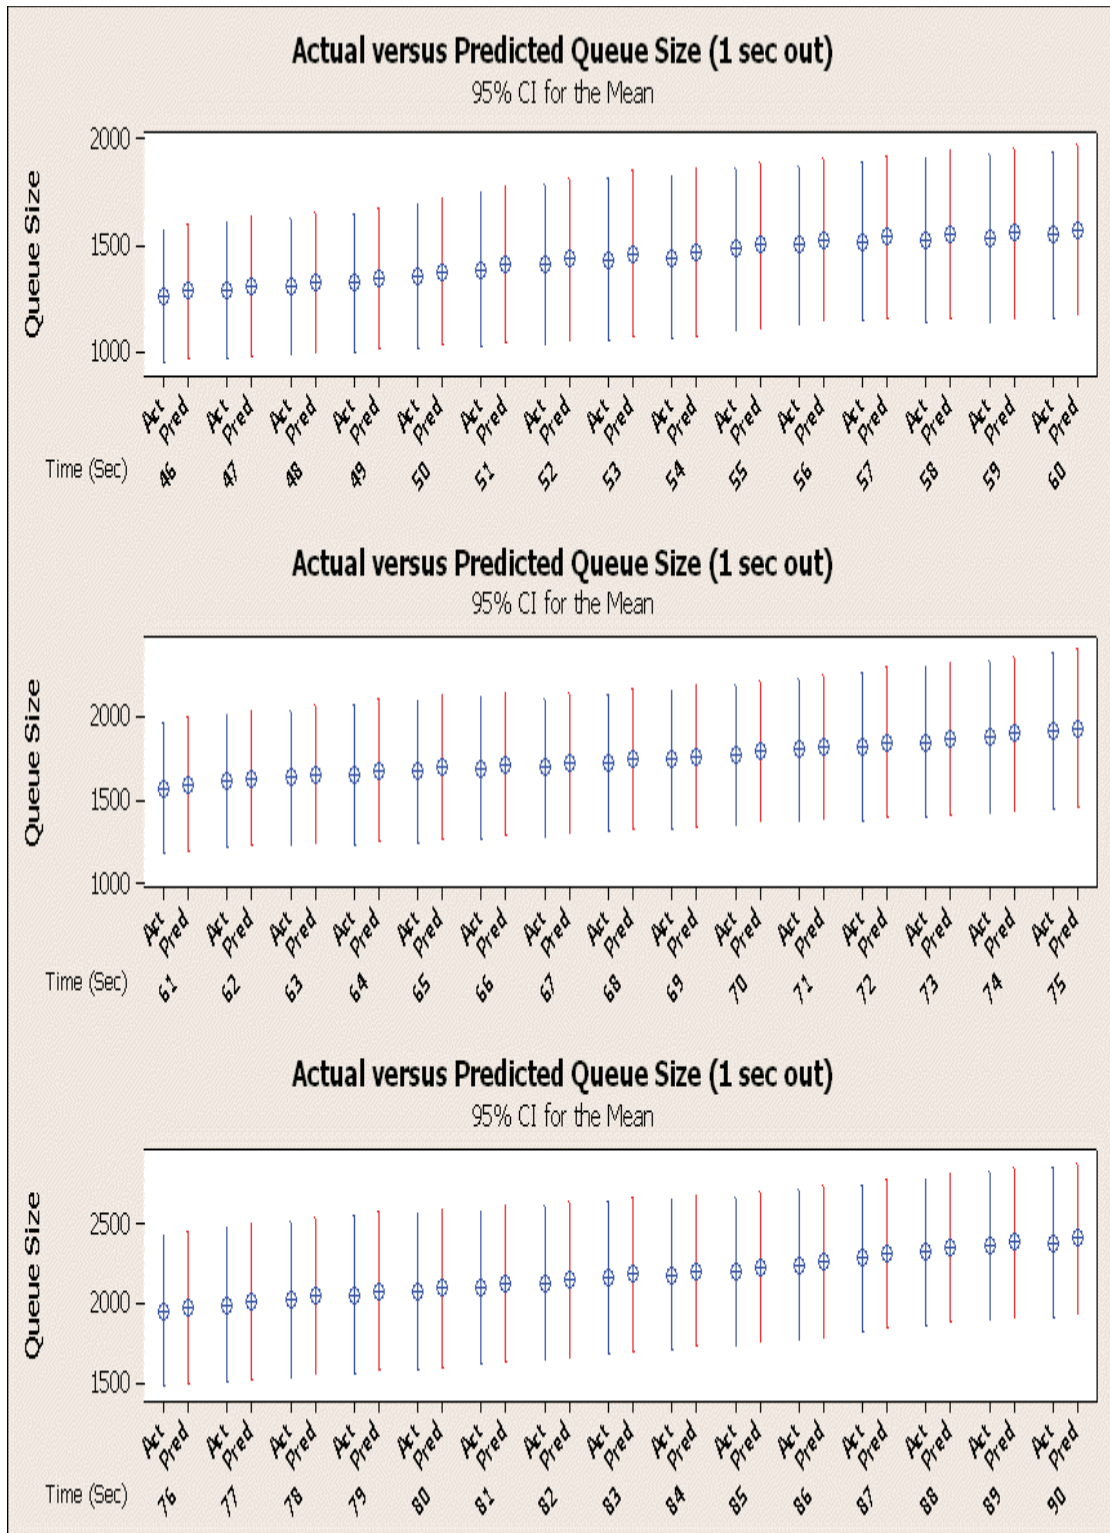 Actual versus Predicted Queue Size (1 sec out)
95% CI for the Mean
Queue Size
2000
1500
1000
Act Pred Act Pred Act Pred Act Pred Act Pred Act Pred Act Pred Act Pred Act Pred Act Pred Act Pred Act Pred Act Pred Act Pred Act Pred
Time (Sec) 46 47 48 49 50 51 52 53 54 55 56 57 58 59 60
Actual versus Predicted Queue Size (1 sec out)
95% CI for the Mean
Queue Size
2000
1500
1000
Act Pred Act Pred Act Pred Act Pred Act Pred Act Pred Act Pred Act Pred Act Pred Act Pred Act Pred Act Pred Act Pred Act Pred Act Pred
Time (Sec) 61 62 63 64 65 66 67 68 69 70 71 72 73 74 75
Actual versus Predicted Queue Size (1 sec out)
95% CI for the Mean
Queue Size
2500
2000
1500
Act Pred Act Pred Act Pred Act Pred Act Pred Act Pred Act Pred Act Pred Act Pred Act Pred Act Pred Act Pred Act Pred Act Pred Act Pred
Time (Sec) 76 77 78 79 80 81 82 83 84 85 86 87 88 89 90